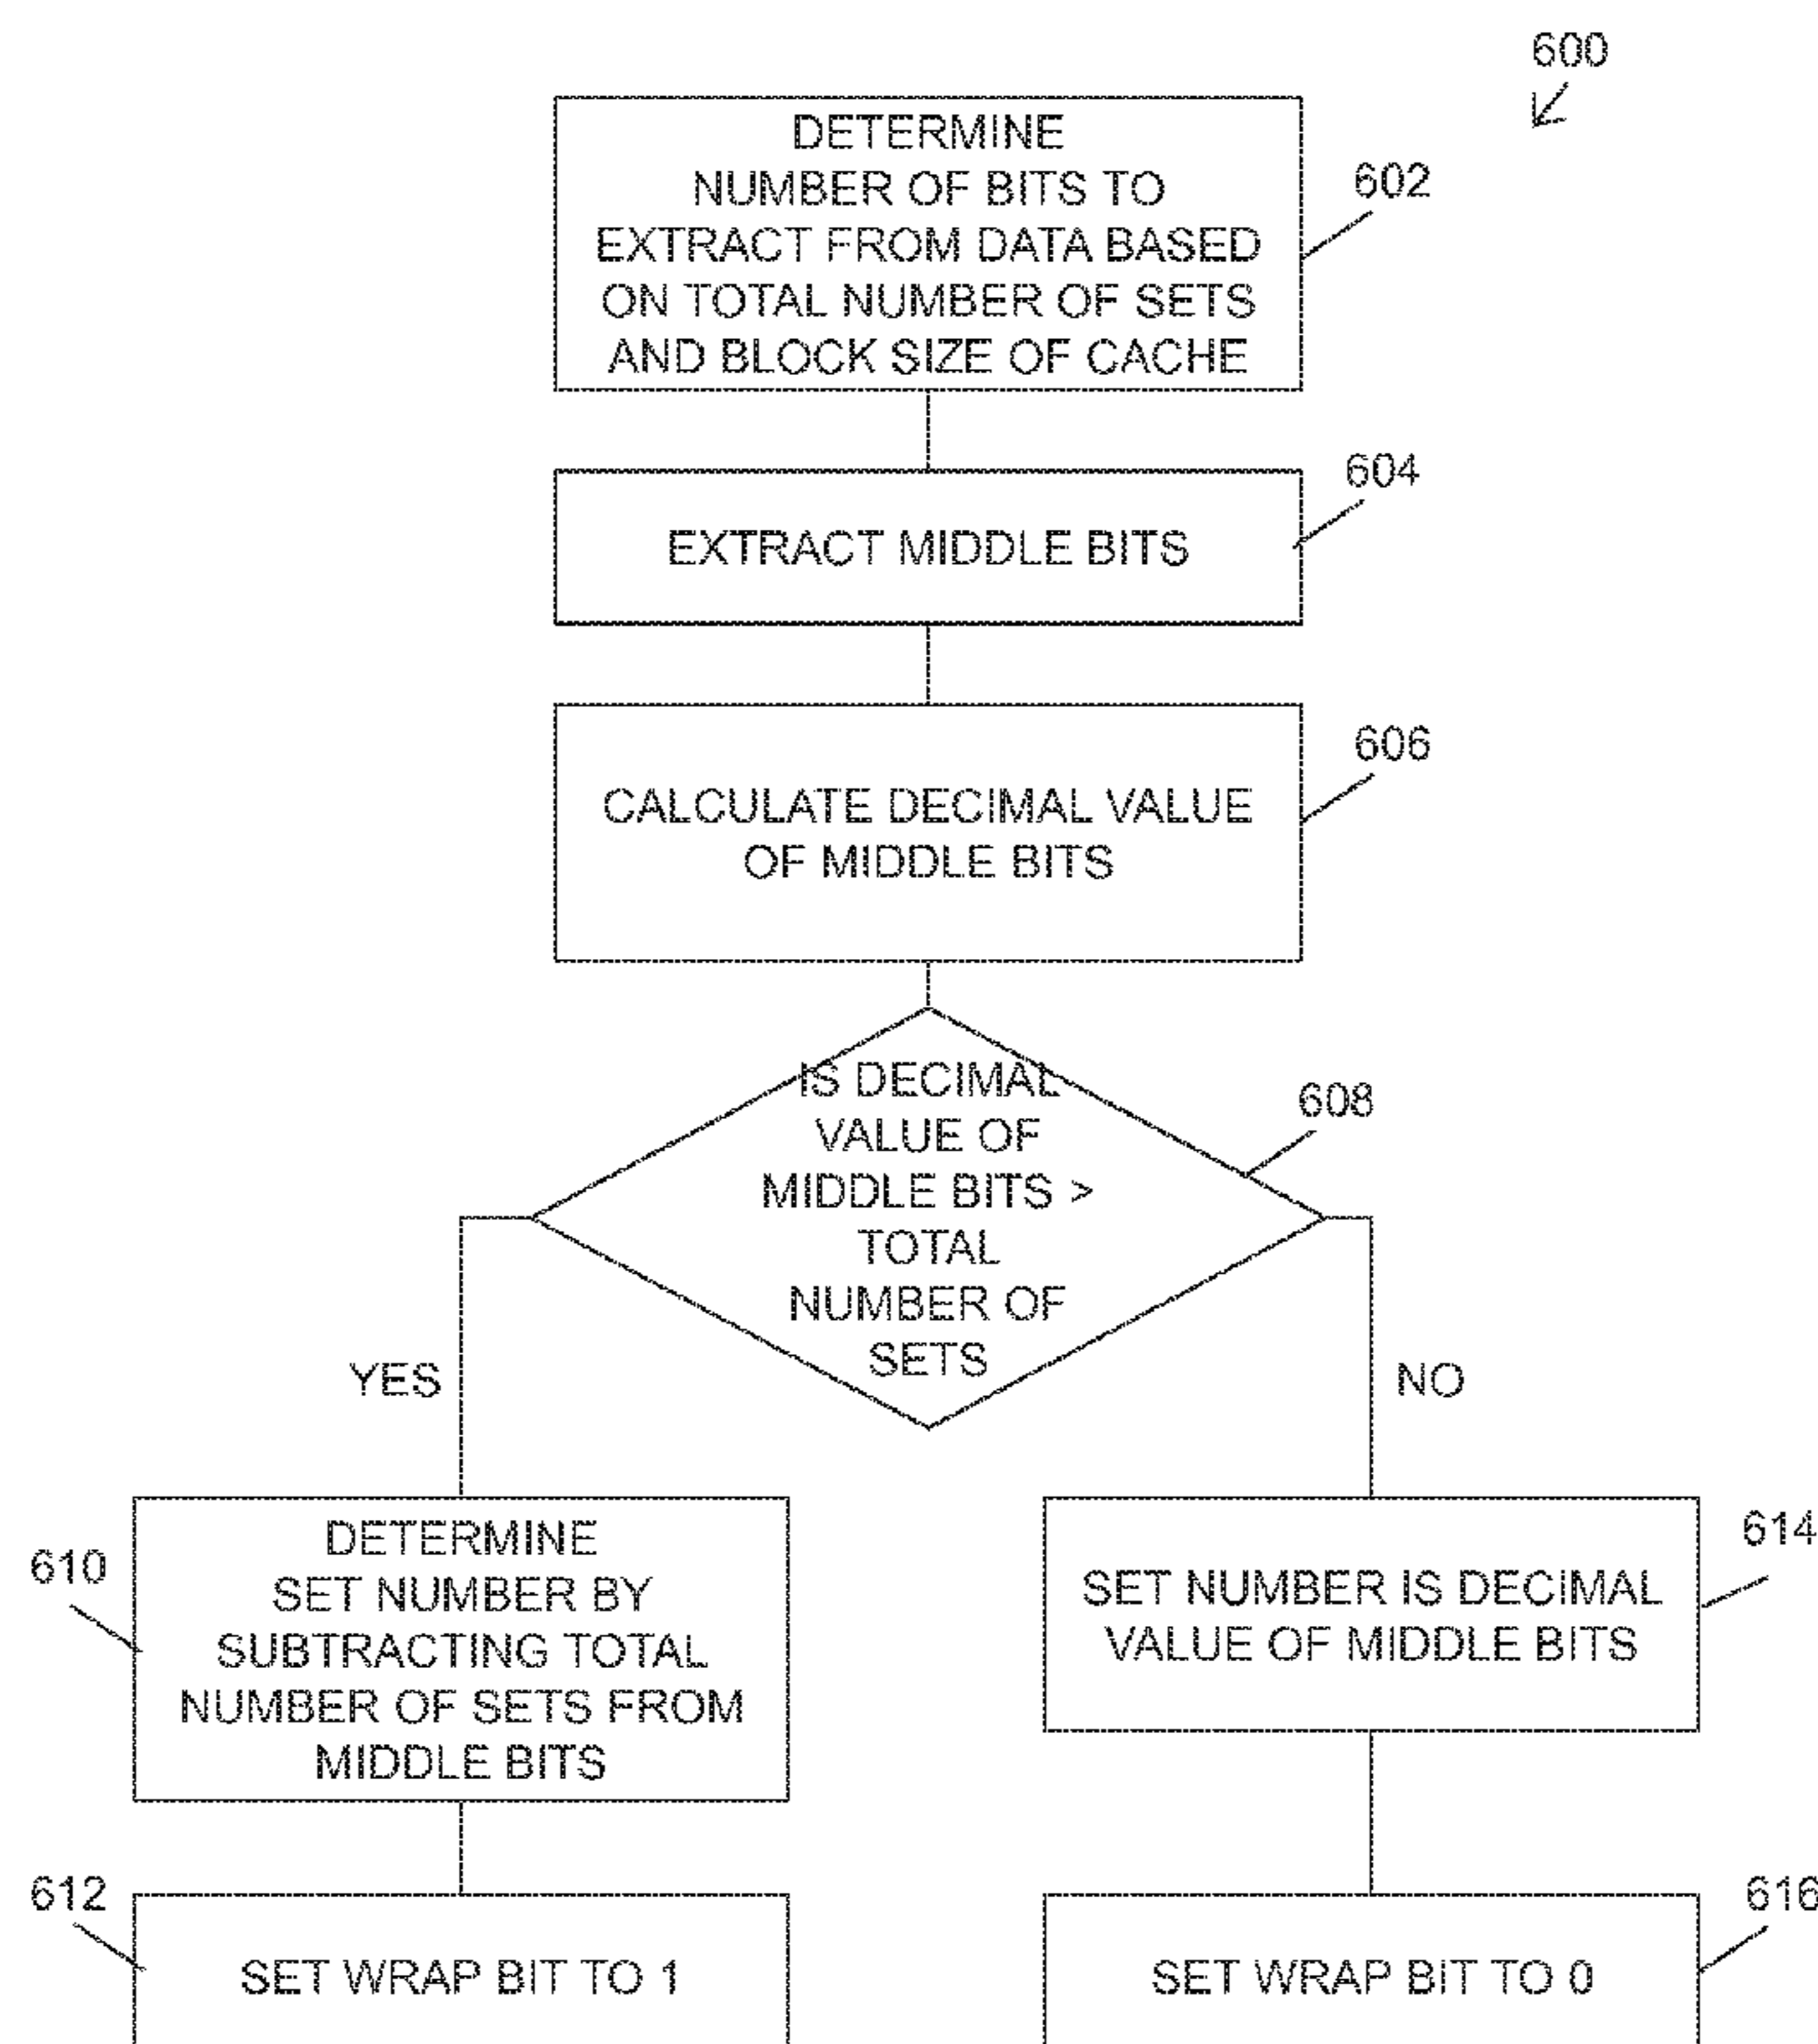 600
DETERMINE
NUMBER OF BITS TO
EXTRACT FROM DATA BASED
ON TOTAL NUMBER OF SETS
AND BLOCK SIZE OF CACHE
602
604
EXTRACT MIDDLE BITS
606
CALCULATE DECIMAL VALUE
OF MIDDLE BITS
IS DECIMAL
VALUE OF
MIDDLE BITS >
TOTAL
NUMBER OF
SETS
608
YES
NO
610
DETERMINE
SET NUMBER BY
SUBTRACTING TOTAL
NUMBER OF SETS FROM
MIDDLE BITS
614
SET NUMBER IS DECIMAL
VALUE OF MIDDLE BITS
612
SET WRAP BIT TO 1
616
SET WRAP BIT TO 0